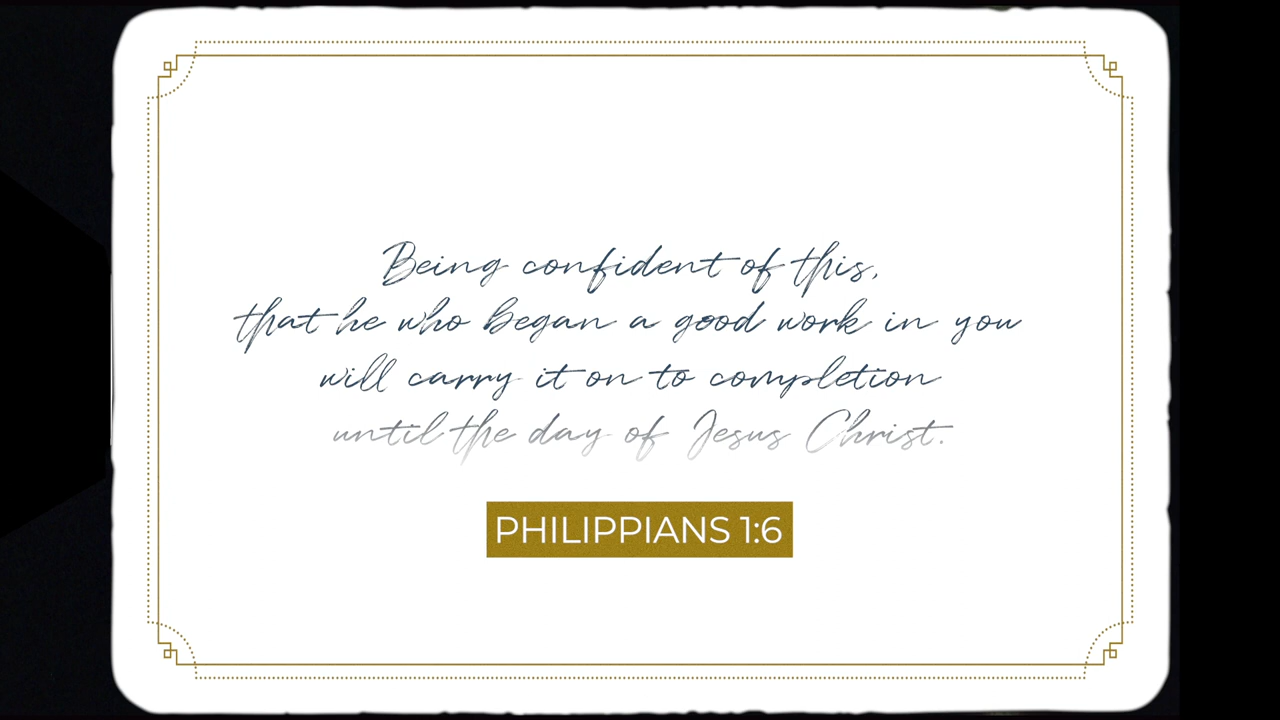 Being confident of this,
that he who began a good work in you
will carry it on to completion
until the day of Jesus Christ.
PHILIPPIANS 1:6